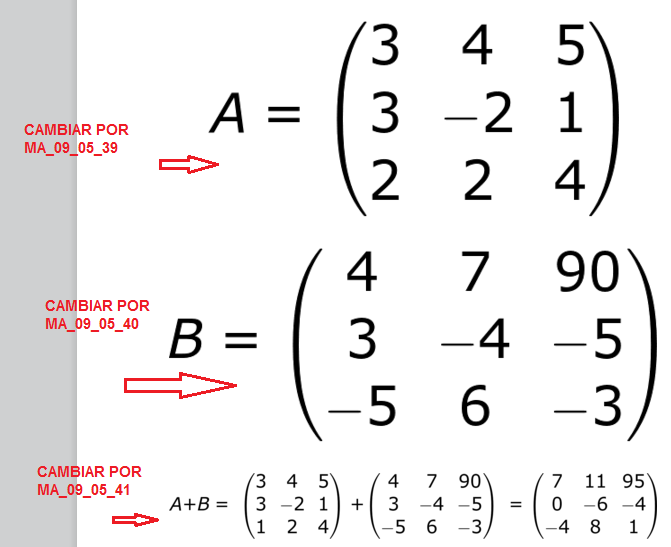 CAMBIAR POR
MA_09_05_39
A =
3 4 5
3 −2 1
2 2 4
CAMBIAR POR
MA_09_05_40
B =
4 7 90
3 −4 −5
−5 6 −3
CAMBIAR POR
MA_09_05_41
3 4 5 4 7 90 7 11 95
A+B = 3 −2 1 + 3 −4 −5 = 0 −6 −4
1 2 4 −5 6 −3 −4 8 1